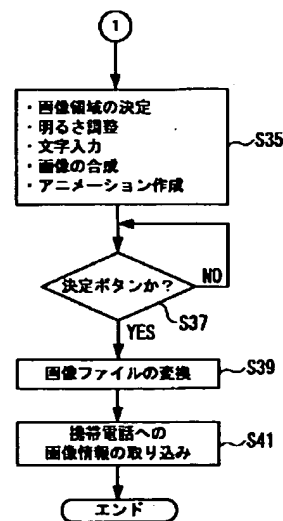 1
・画像領域の決定
・明るさ調整
・文字入力
・画像の合成
・アニメーション作成
S35
決定ボタンか？
NO
S37
YES
画像ファイルの変換
S39
携帯電話への
画像情報の取り込み
S41
エンド